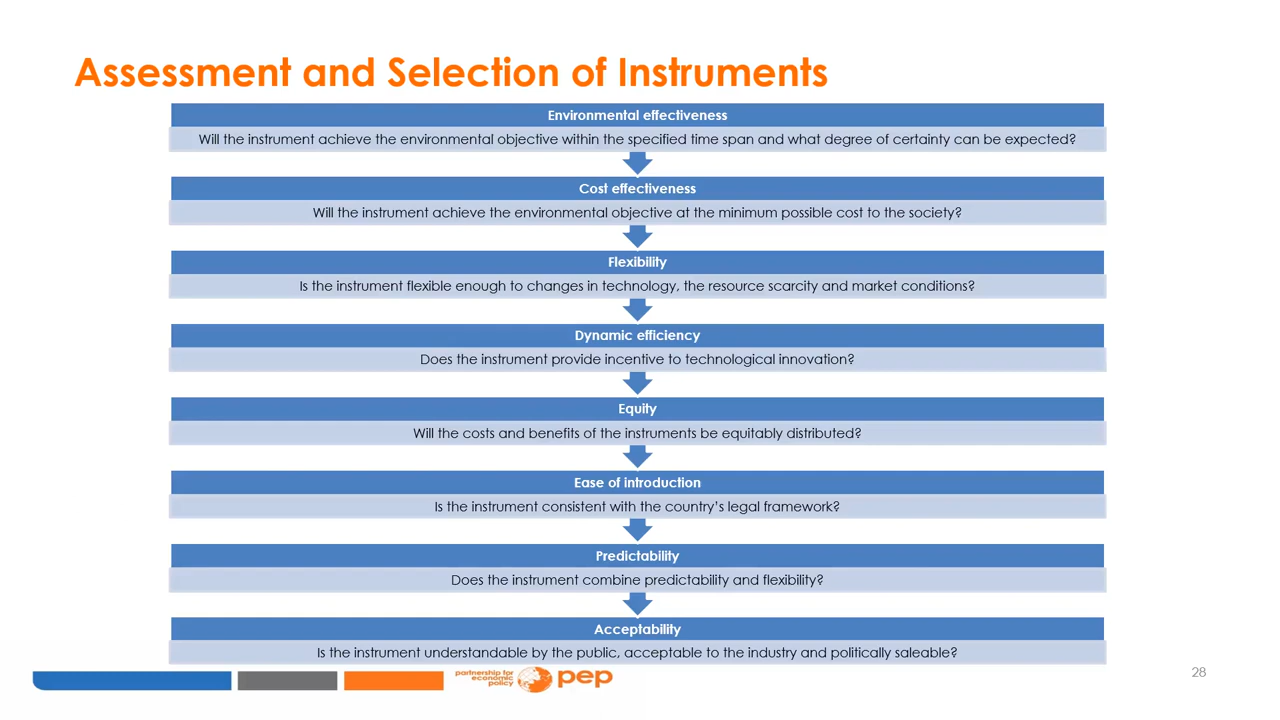 Assessment and Selection of Instruments
Environmental effectiveness
Will the instrument achieve the environmental objective within the specified time span and what degree of certainty can be expected?
Cost effectiveness
Will the instrument achieve the environmental objective at the minimum possible cost to the society?
Flexibility
Is the instrument flexible enough to changes in technology, the resource scarcity and market conditions?
Dynamic efficiency
Does the instrument provide incentive to technological innovation?
Equity
Will the costs and benefits of the instruments be equitably distributed?
Ease of introduction
Is the instrument consistent with the country’s legal framework?
Predictability
Does the instrument combine predictability and flexibility?
Acceptability
Is the instrument understandable by the public, acceptable to the industry and politically saleable?
partnership for
economic
policy
pep
28